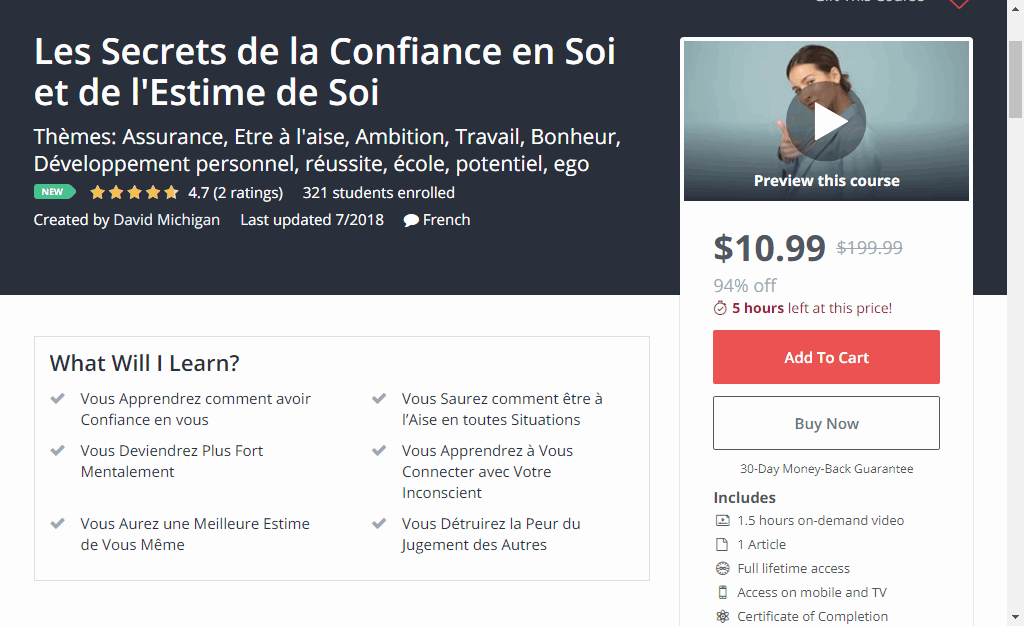 Les Secrets de la Confiance en Soi
et de l'Estime de Soi
Thèmes: Assurance, Etre à l'aise, Ambition, Travail, Bonheur,
Développement personnel, réussite, école, potentiel, ego
NEW 4.7 (2 ratings) 321 students enrolled
Created by David Michigan Last updated 7/2018 French
Preview this course
$10.99 $199.99
94% off
5 hours left at this price!
Add To Cart
Buy Now
30-Day Money-Back Guarantee
Includes
1.5 hours on-demand video
1 Article
Full lifetime access
Access on mobile and TV
Certificate of Completion
What Will I Learn?
Vous Apprendrez comment avoir
Confiance en vous
Vous Saurez comment être à
l'Aise en toutes Situations
Vous Deviendrez Plus Fort
Mentalement
Vous Apprendrez à Vous
Connecter avec Votre
Inconscient
Vous Aurez une Meilleure Estime
de Vous Même
Vous Détruirez la Peur du
Jugement des Autres